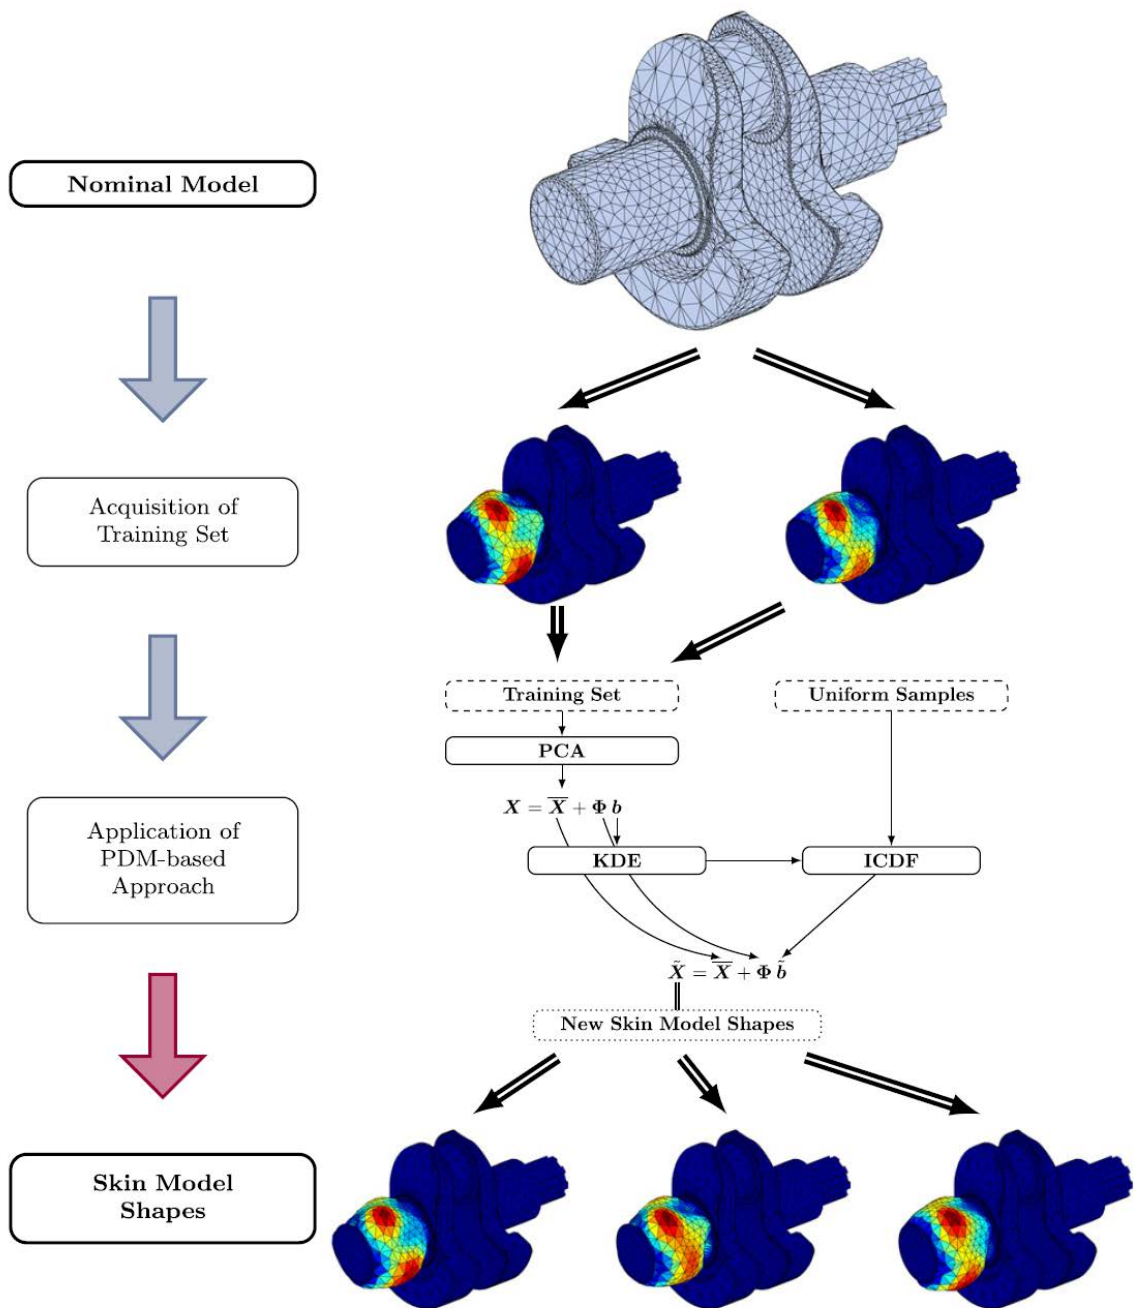 Nominal Model
Acquisition of
Training Set
Training Set
Uniform Samples
PCA
X = X̅ + Φ b
Application of
PDM-based
Approach
KDE
ICDF
X̃ = X̅ + Φ b̃
New Skin Model Shapes
Skin Model
Shapes